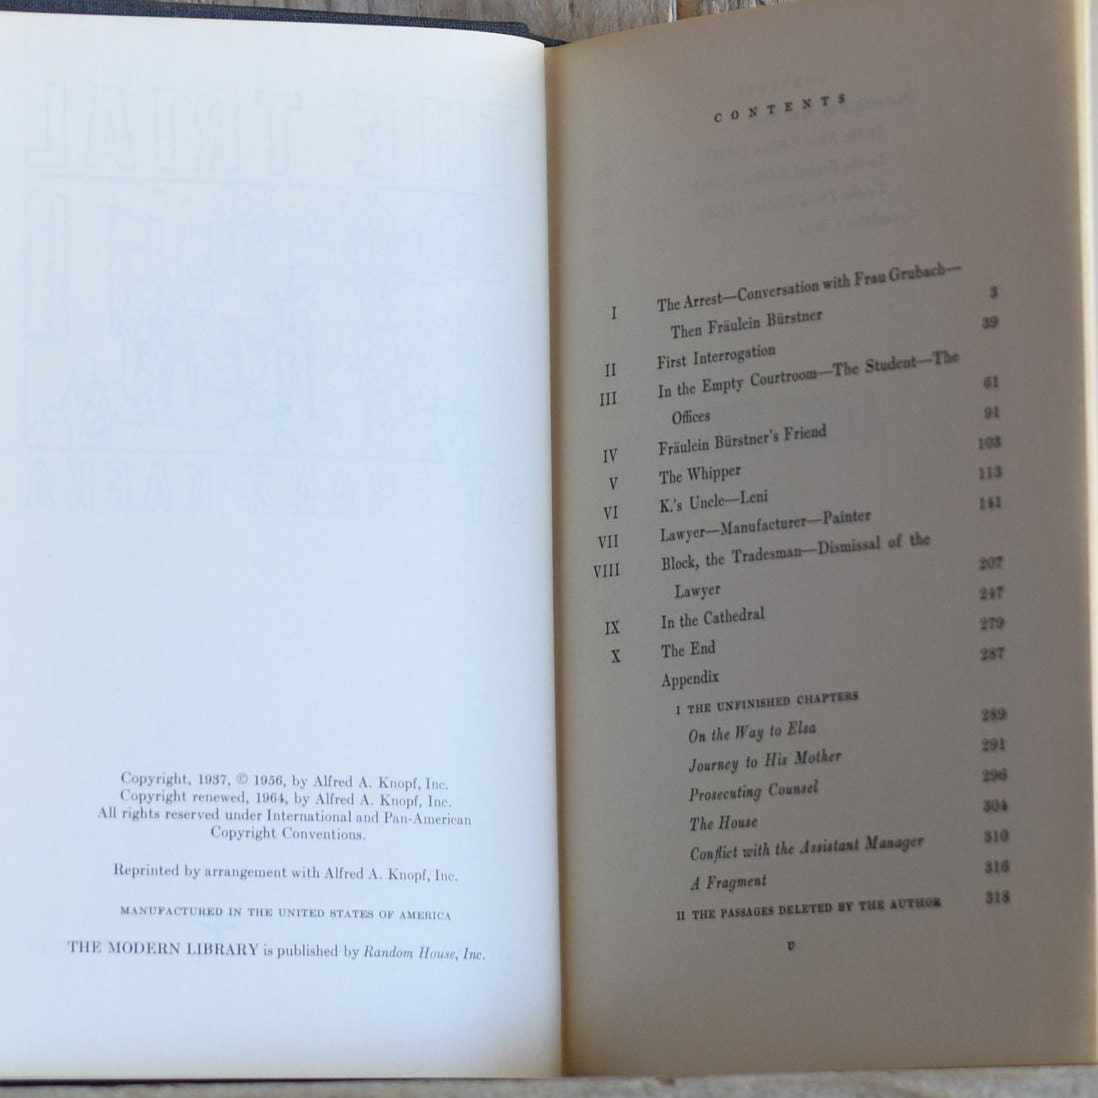 Copyright, 1937, © 1956, by Alfred A. Knopf, Inc.
Copyright renewed, 1964, by Alfred A. Knopf, Inc.
All rights reserved under International and Pan-American
Copyright Conventions.
Reprinted by arrangement with Alfred A. Knopf, Inc.
MANUFACTURED IN THE UNITED STATES OF AMERICA
THE MODERN LIBRARY is published by Random House, Inc.
CONTENTS
I The Arrest—Conversation with Frau Grubach—
Then Fräulein Bürstner 3
II First Interrogation 39
III In the Empty Courtroom—The Student—The
Offices 61
IV Fräulein Bürstner's Friend 91
V The Whipper 103
VI K.'s Uncle—Leni 113
VII Lawyer—Manufacturer—Painter 141
VIII Block, the Tradesman—Dismissal of the
Lawyer 207
IX In the Cathedral 247
X The End 279
Appendix 287
I THE UNFINISHED CHAPTERS
On the Way to Elsa 289
Journey to His Mother 291
Prosecuting Counsel 296
The House 304
Conflict with the Assistant Manager 310
A Fragment 316
II THE PASSAGES DELETED BY THE AUTHOR 318
v